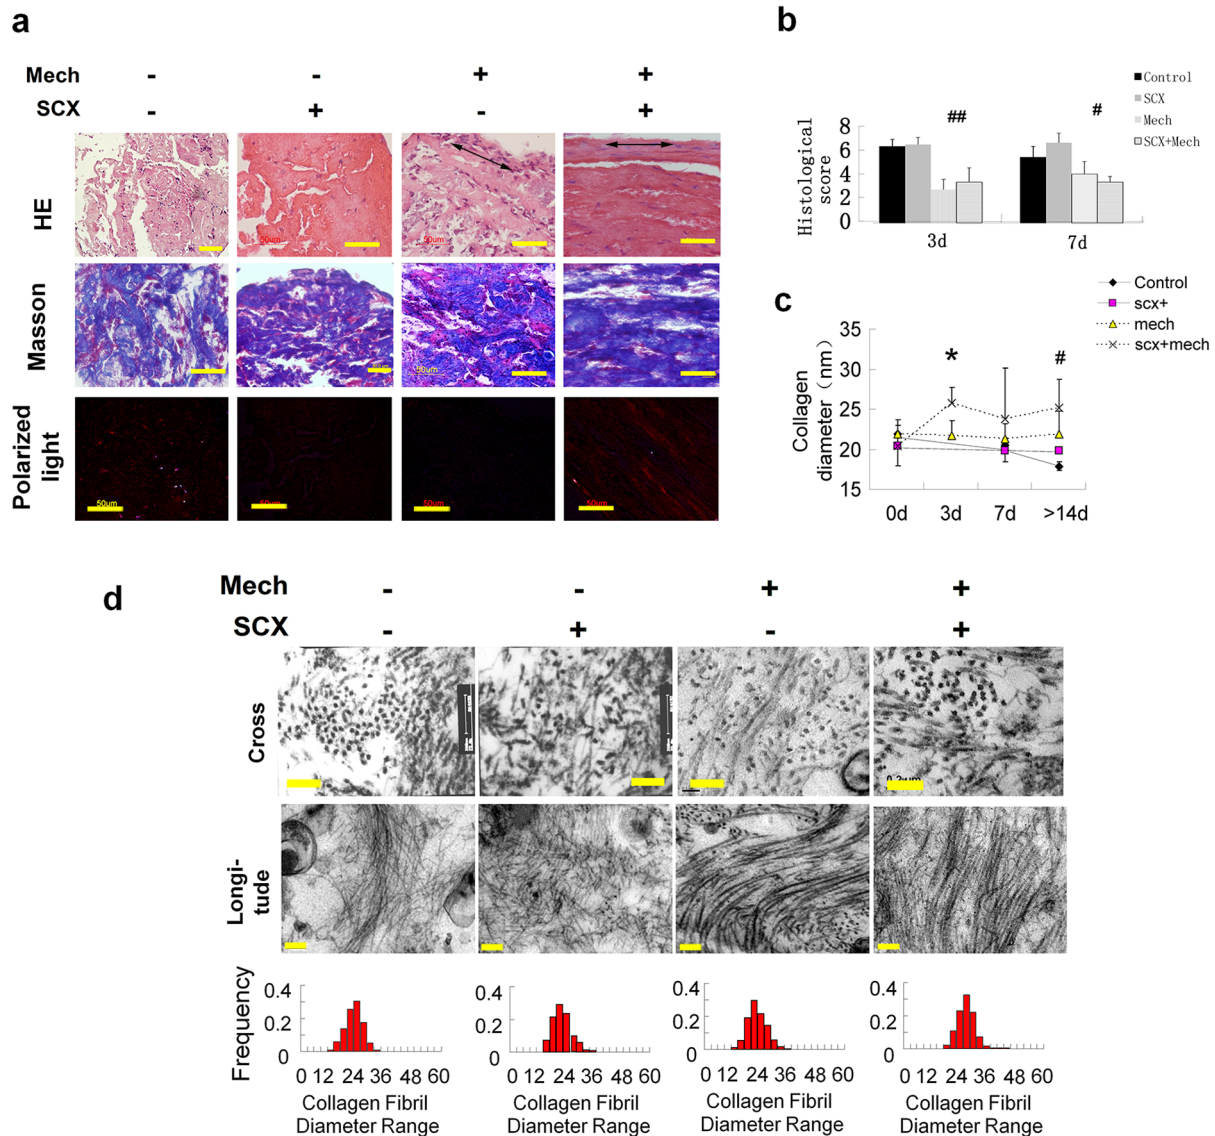 a
Mech - - + +
SCX - + - +
HE
50um
50um
Masson
50um
Polarized
light
50um
50um
50um
50um
b
Control
SCX
Mech
SCX+Mech
## #
Histological
score
8
6
4
2
0
3d 7d
c
Control
scx+
mech
scx+mech
* #
Collagen
diameter (nm)
35
30
25
20
15
0d 3d 7d >14d
d
Mech - - + +
SCX - + - +
Cross
0.2μm
Longi-
tude
Frequency
0.4 0.4 0.4 0.4
0.2 0.2 0.2 0.2
0 0 0 0
0 12 24 36 48 60 0 12 24 36 48 60 0 12 24 36 48 60 0 12 24 36 48 60
Collagen Fibril Collagen Fibril Collagen Fibril Collagen Fibril
Diameter Range Diameter Range Diameter Range Diameter Range